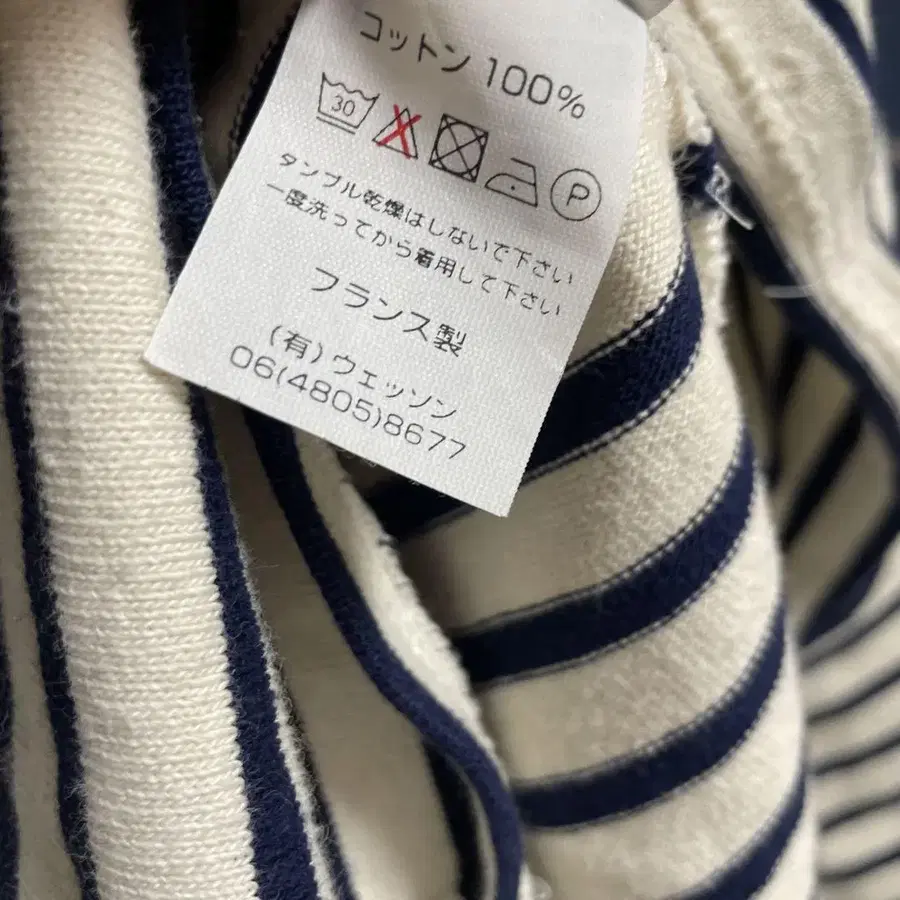 コットン 100%
30 P
タンブル乾燥はしないで下さい
一度洗ってから着用して下さい
フランス製
(有) ウェッソン
06(4805)8677